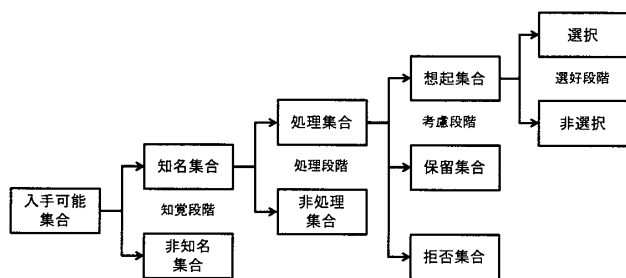 選択
想起集合
選好段階
処理集合
考慮段階
非選択
知名集合
処理段階
保留集合
入手可能
集合
知覚段階
非処理
集合
非知名
集合
拒否集合